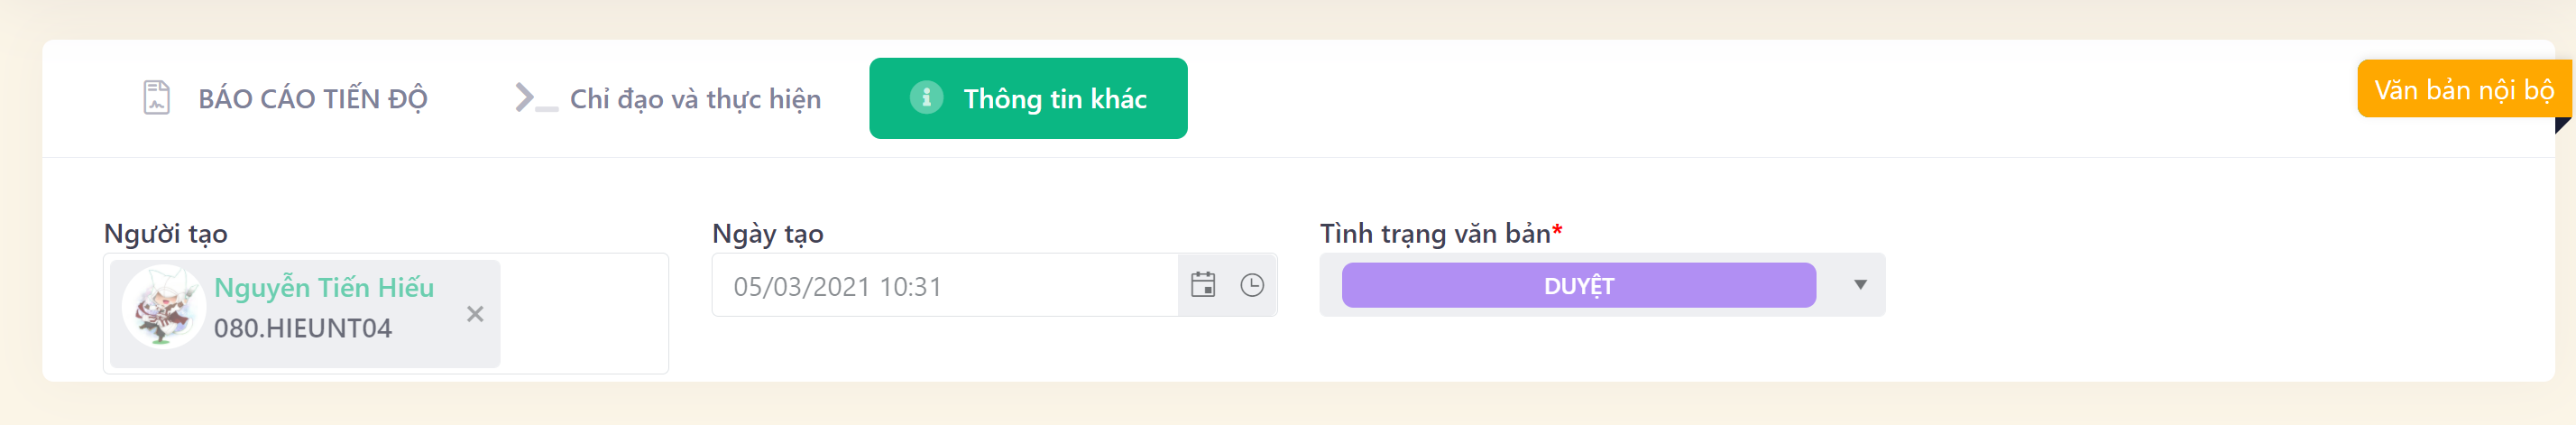 BÁO CÁO TIẾN ĐỘ
Chỉ đạo và thực hiện
Thông tin khác
Văn bản nội bộ
Người tạo
Ngày tạo
Tình trạng văn bản*
Nguyễn Tiến Hiếu
080.HIEUNT04
05/03/2021 10:31
DUYỆT